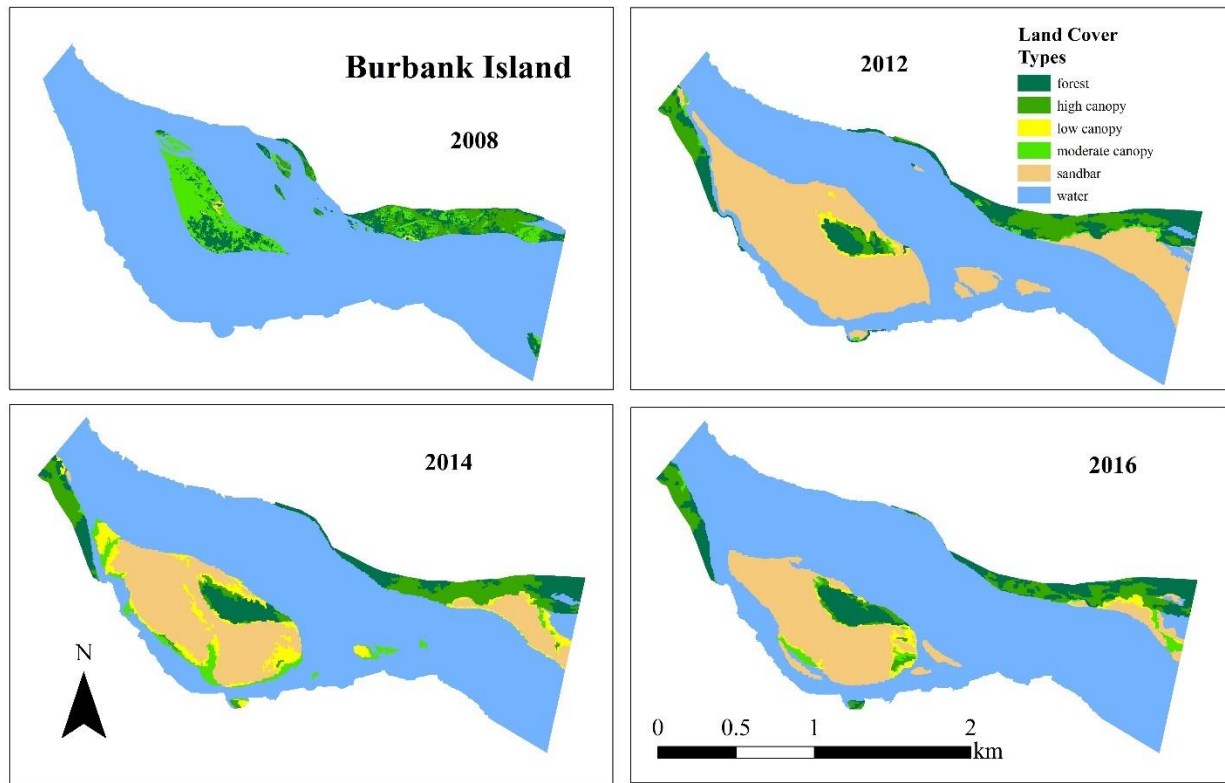 Burbank Island
2008
2012
Land Cover
Types
forest
high canopy
low canopy
moderate canopy
sandbar
water
2014
N
2016
0 0.5 1 2
km